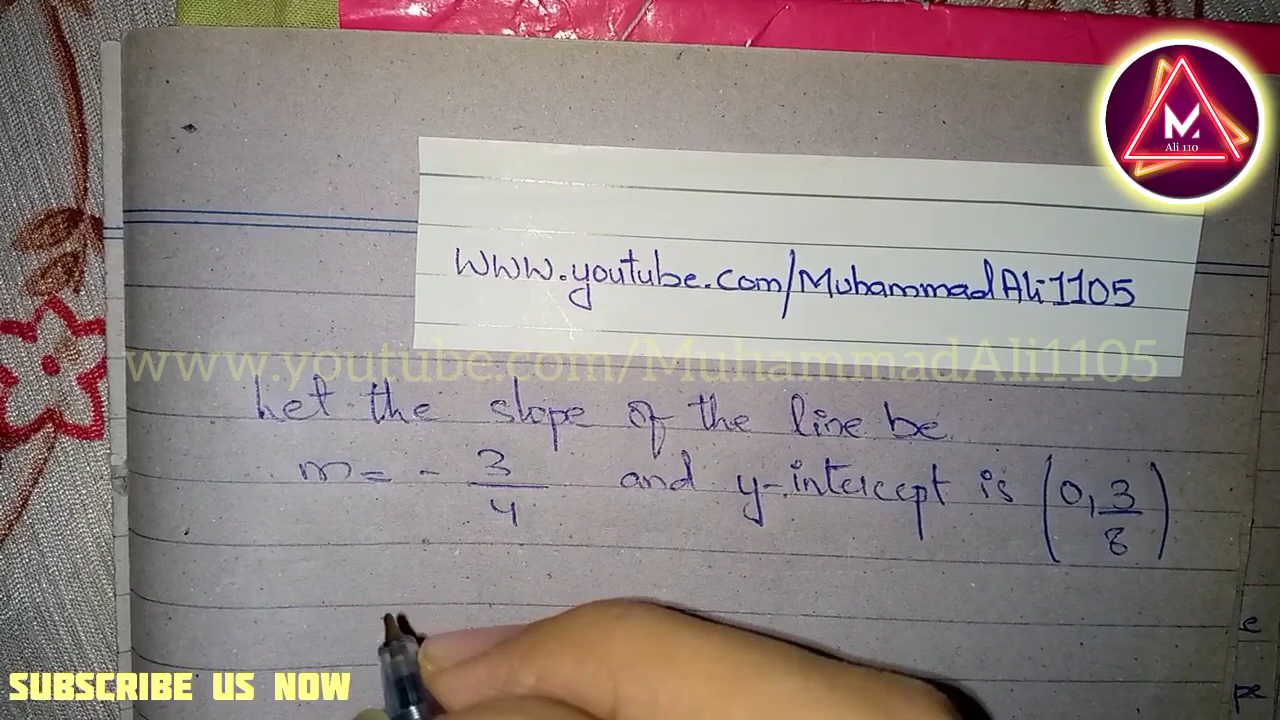 M
Ali 110
www.youtube.com/MuhammadAli1105
www.youtube.com/MuhammadAli1105
Let the slope of the line be
m = - 3/4 and y-intercept is (0, 3/8)
e
pe
SUBSCRIBE US NOW